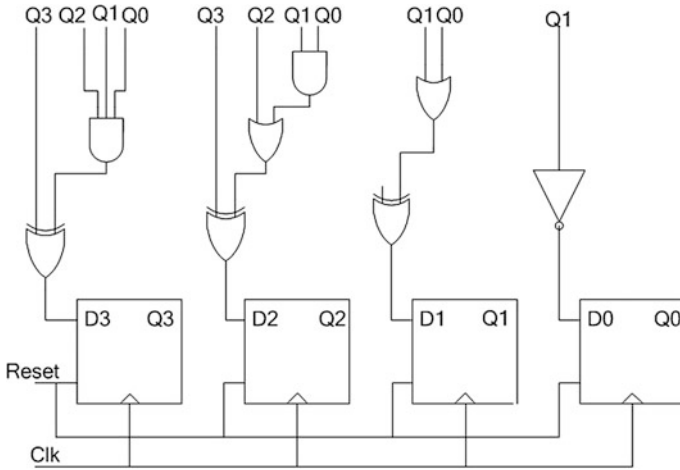 Q3 Q2 Q1 Q0 Q3 Q2 Q1 Q0 Q1 Q0 Q1
D3 Q3 D2 Q2 D1 Q1 D0 Q0
Reset
Clk